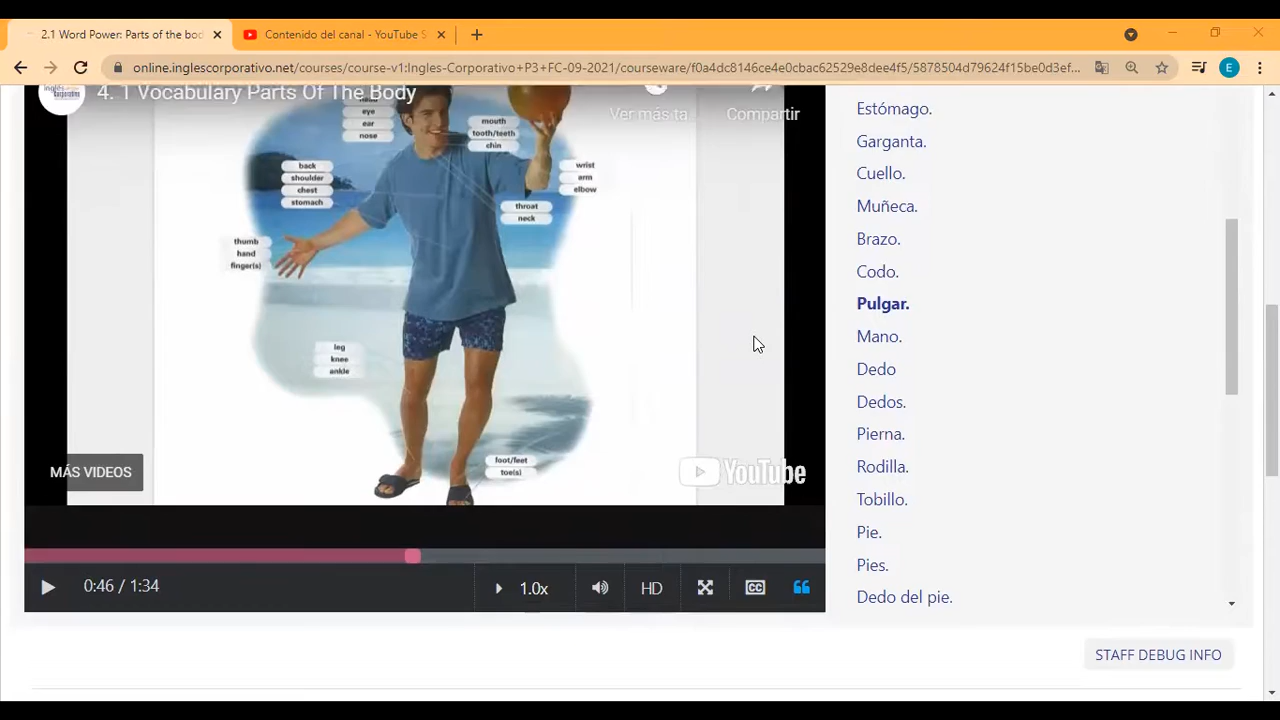 2.1 Word Power: Parts of the bod
Contenido del canal - YouTube S
online.inglescorporativo.net/courses/course-v1:Ingles-Corporativo+P3+FC-09-2021/courseware/f0a4dc8146ce4e0cbac62529e8dee4f5/5878504d79624f15be0d3ef...
E
4. 1 Vocabulary Parts Of The Body
Ver más ta
Compartir
eye
ear
nose
mouth
tooth/teeth
chin
back
shoulder
chest
stomach
wrist
arm
elbow
throat
neck
thumb
hand
finger(s)
leg
knee
ankle
foot/feet
toe(s)
MÁS VIDEOS
YouTube
0:46 / 1:34
1.0x
HD
CC
Estómago.
Garganta.
Cuello.
Muñeca.
Brazo.
Codo.
Pulgar.
Mano.
Dedo
Dedos.
Pierna.
Rodilla.
Tobillo.
Pie.
Pies.
Dedo del pie.
STAFF DEBUG INFO